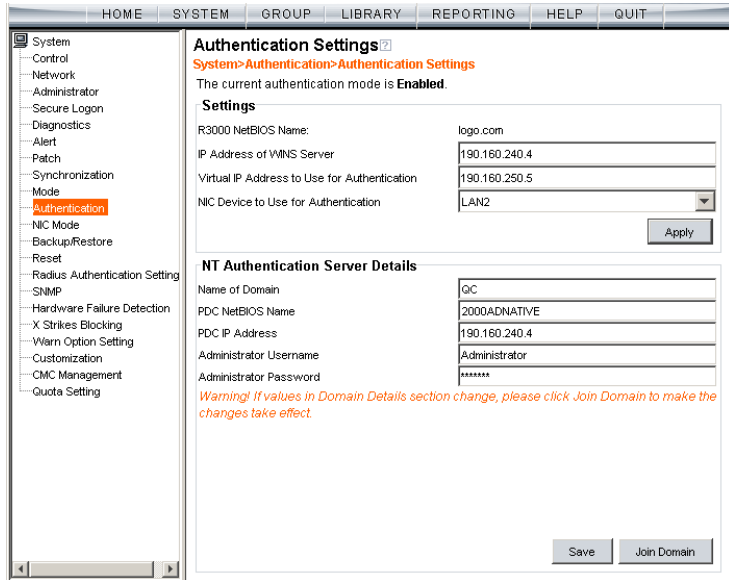 HOME SYSTEM GROUP LIBRARY REPORTING HELP QUIT
System
Control
Network
Administrator
Secure Logon
Diagnostics
Alert
Patch
Synchronization
Mode
Authentication
NIC Mode
Backup/Restore
Reset
Radius Authentication Setting
SNMP
Hardware Failure Detection
X Strikes Blocking
Warn Option Setting
Customization
CMC Management
Quota Setting
Authentication Settings ?
System>Authentication>Authentication Settings
The current authentication mode is Enabled.
Settings
R3000 NetBIOS Name: logo.com
IP Address of WINS Server 190.160.240.4
Virtual IP Address to Use for Authentication 190.160.250.5
NIC Device to Use for Authentication LAN2
Apply
NT Authentication Server Details
Name of Domain QC
PDC NetBIOS Name 2000ADNATIVE
PDC IP Address 190.160.240.4
Administrator Username Administrator
Administrator Password *******
Warning! If values in Domain Details section change, please click Join Domain to make the
changes take effect.
Save Join Domain